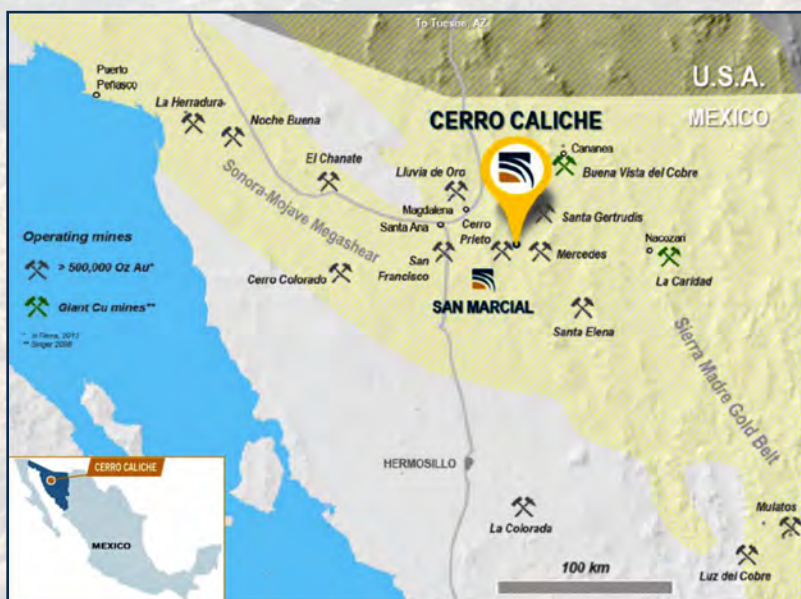 To Tucson, AZ
U.S.A.
MEXICO
Puerto
Peñasco
La Herradura
Noche Buena
El Chanate
CERRO CALICHE
Cananea
Buena Vista del Cobre
Lluvia de Oro
Magdalena
Santa Ana
Cerro
Prieto
Santa Gertrudis
Mercedes
Nacozari
La Caridad
Sonora-Mojave Megashear
Cerro Colorado
San
Francisco
SAN MARCIAL
Santa Elena
Sierra Madre Gold Belt
Operating mines
> 500,000 Oz Au*
Giant Cu mines**
HERMOSILLO
La Colorada
Mulatos
Luz del Cobre
100 km
CERRO CALICHE
MEXICO